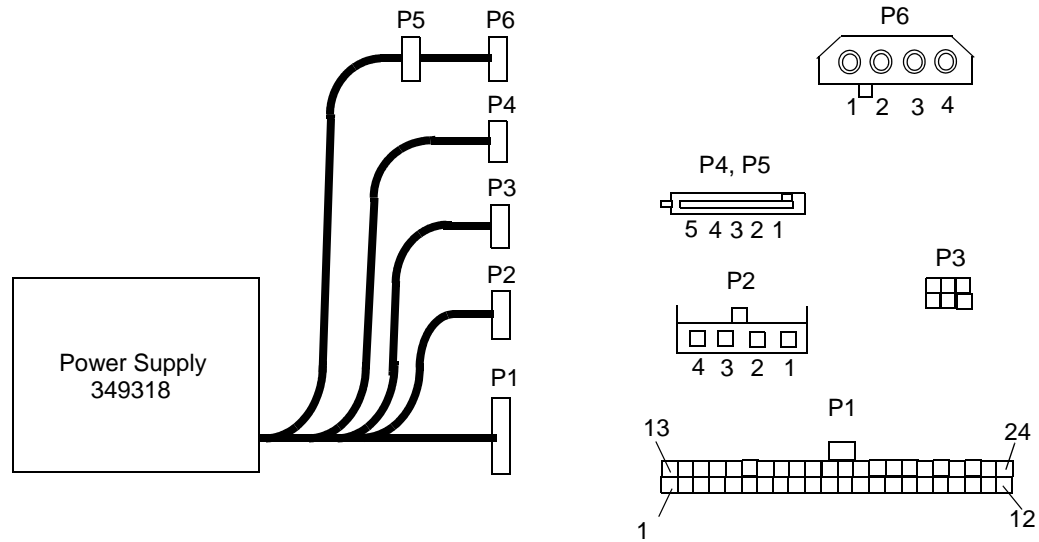 P5 P6
P4
P3
P2
P1
Power Supply
349318
P6
1 2 3 4
P4, P5
5 4 3 2 1
P3
P2
4 3 2 1
P1
13 24
1 12